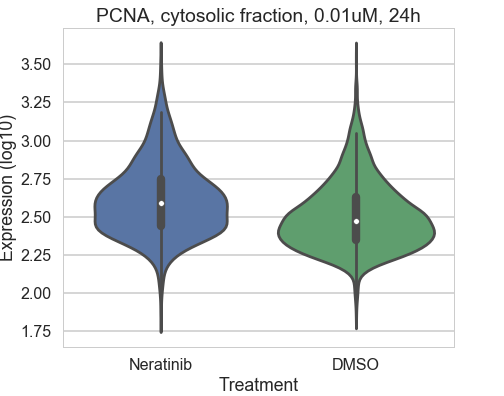 PCNA, cytosolic fraction, 0.01uM, 24h
Expression (log10)
3.50
3.25
3.00
2.75
2.50
2.25
2.00
1.75
Neratinib
DMSO
Treatment